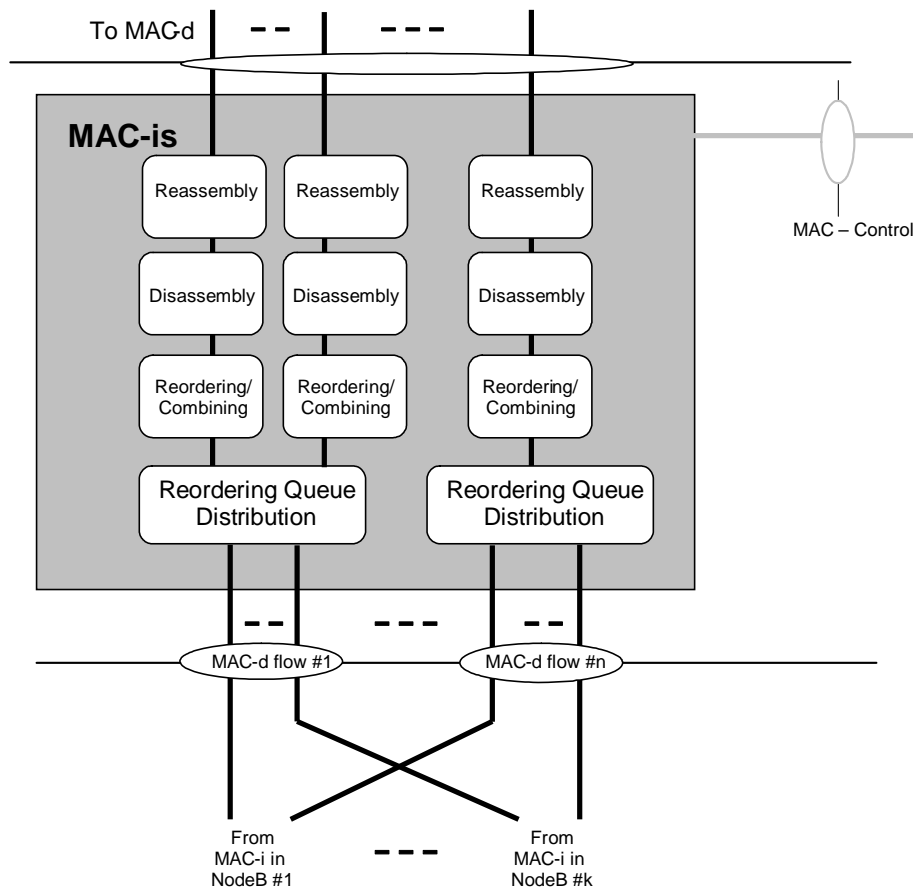 To MAC-d
MAC-is
Reassembly
Reassembly
Reassembly
MAC – Control
Disassembly
Disassembly
Disassembly
Reordering/
Combining
Reordering/
Combining
Reordering/
Combining
Reordering Queue
Distribution
Reordering Queue
Distribution
MAC-d flow #1
MAC-d flow #n
From
MAC-i in
NodeB #1
From
MAC-i in
NodeB #k